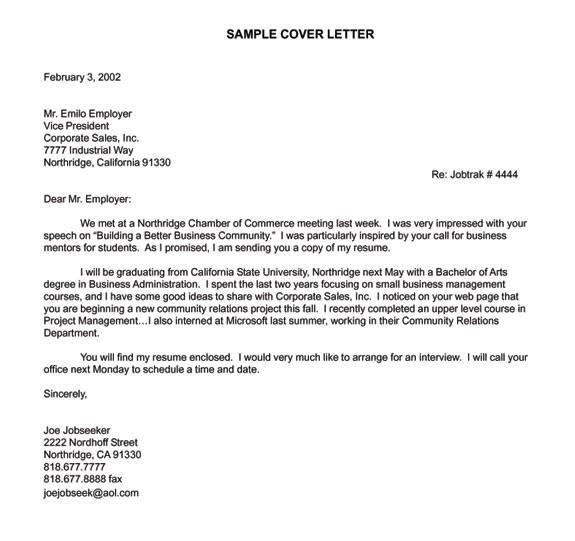 SAMPLE COVER LETTER
February 3, 2002
Mr. Emilo Employer
Vice President
Corporate Sales, Inc.
7777 Industrial Way
Northridge, California 91330
Re: Jobtrak # 4444
Dear Mr. Employer:
We met at a Northridge Chamber of Commerce meeting last week. I was very impressed with your
speech on “Building a Better Business Community.” I was particularly inspired by your call for business
mentors for students. As I promised, I am sending you a copy of my resume.
I will be graduating from California State University, Northridge next May with a Bachelor of Arts
degree in Business Administration. I spent the last two years focusing on small business management
courses, and I have some good ideas to share with Corporate Sales, Inc. I noticed on your web page that
you are beginning a new community relations project this fall. I recently completed an upper level course in
Project Management…I also interned at Microsoft last summer, working in their Community Relations
Department.
You will find my resume enclosed. I would very much like to arrange for an interview. I will call your
office next Monday to schedule a time and date.
Sincerely,
Joe Jobseeker
2222 Nordhoff Street
Northridge, CA 91330
818.677.7777
818.677.8888 fax
joejobseek@aol.com